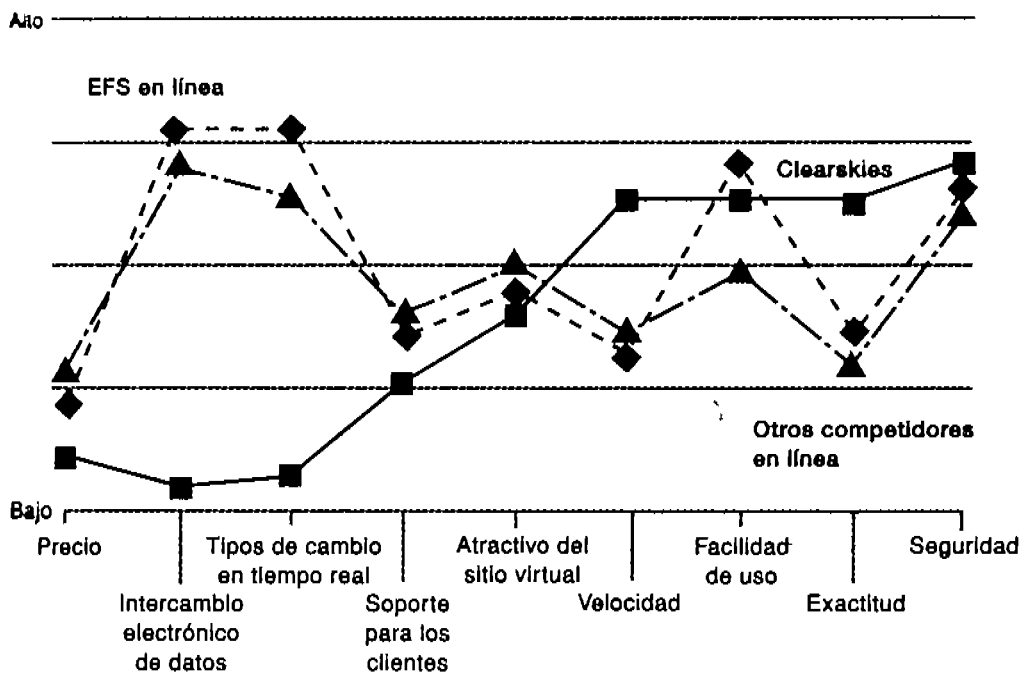 Alto
EFS en línea
Clearskies
Otros competidores
en línea
Bajo
Precio
Intercambio
electrónico
de datos
Tipos de cambio
en tiempo real
Soporte
para los
clientes
Atractivo del
sitio virtual
Velocidad
Facilidad
de uso
Exactitud
Seguridad